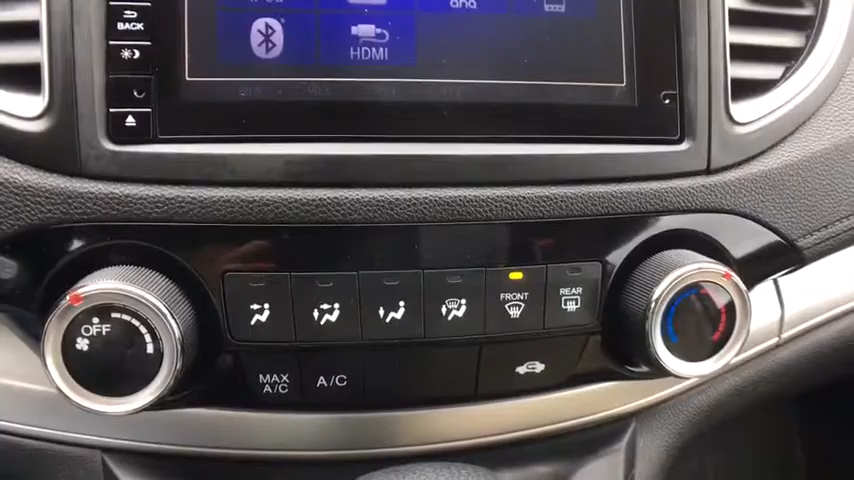 BACK
HDMI
OFF
FRONT
REAR
MAX
A/C
A/C